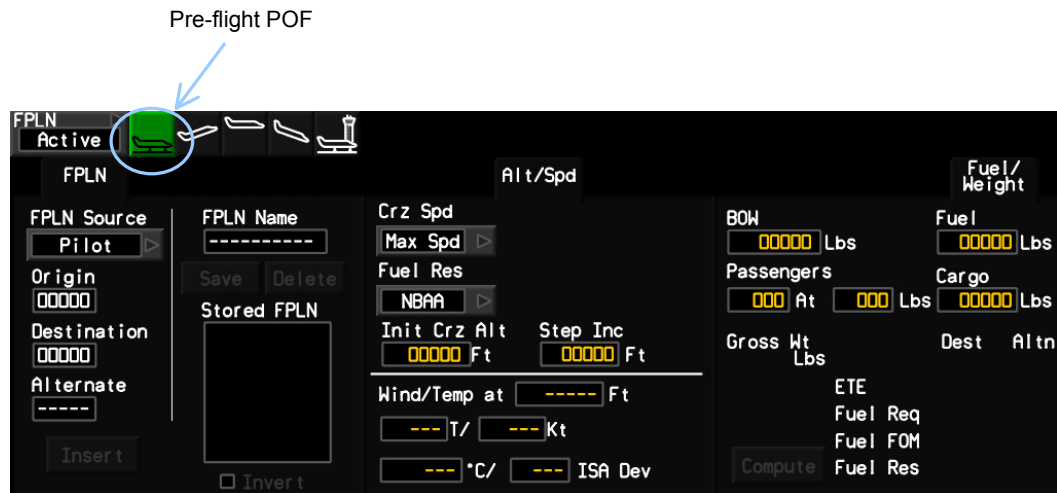 Pre-flight POF
FPLN
Active
FPLN
Alt/Spd
Fuel/
Weight
FPLN Source
Pilot
Origin
00000
Destination
00000
Alternate
-----
Insert
FPLN Name
----------
Save Delete
Stored FPLN
Invert
Crz Spd
Max Spd
Fuel Res
NBAA
Init Crz Alt Step Inc
00000 Ft 00000 Ft
Wind/Temp at ----- Ft
--- T/ --- Kt
--- °C/ --- ISA Dev
BOW Fuel
00000 Lbs 00000 Lbs
Passengers Cargo
000 At 000 Lbs 00000 Lbs
Gross Wt Dest Altn
Lbs
ETE
Fuel Req
Fuel FOM
Compute Fuel Res